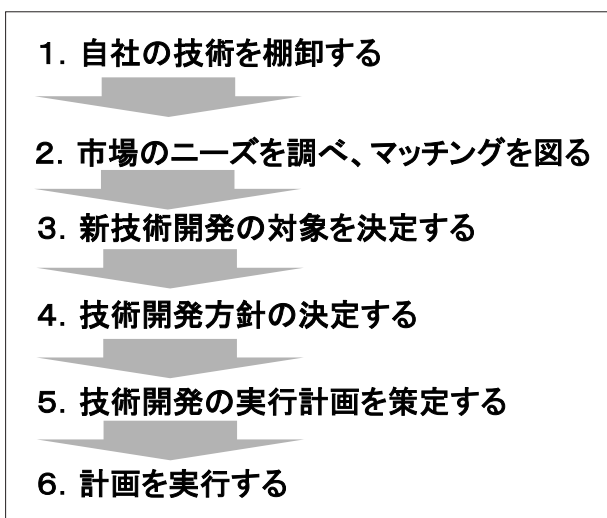 1. 自社の技術を棚卸する
2. 市場のニーズを調べ、マッチングを図る
3. 新技術開発の対象を決定する
4. 技術開発方針の決定する
5. 技術開発の実行計画を策定する
6. 計画を実行する